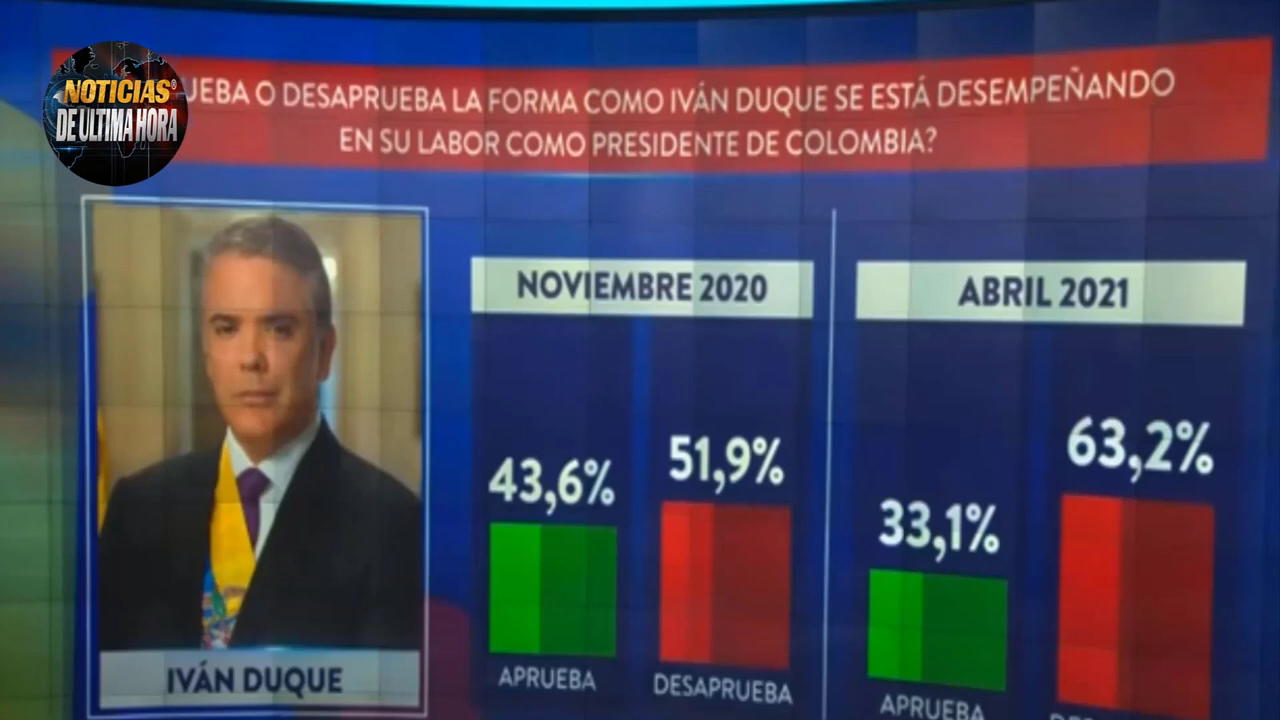 NOTICIAS®
DE ÚLTIMA HORA
UEBA O DESAPRUEBA LA FORMA COMO IVÁN DUQUE SE ESTÁ DESEMPEÑANDO
EN SU LABOR COMO PRESIDENTE DE COLOMBIA?
NOVIEMBRE 2020
ABRIL 2021
43,6%
51,9%
33,1%
63,2%
APRUEBA
DESAPRUEBA
APRUEBA
IVÁN DUQUE